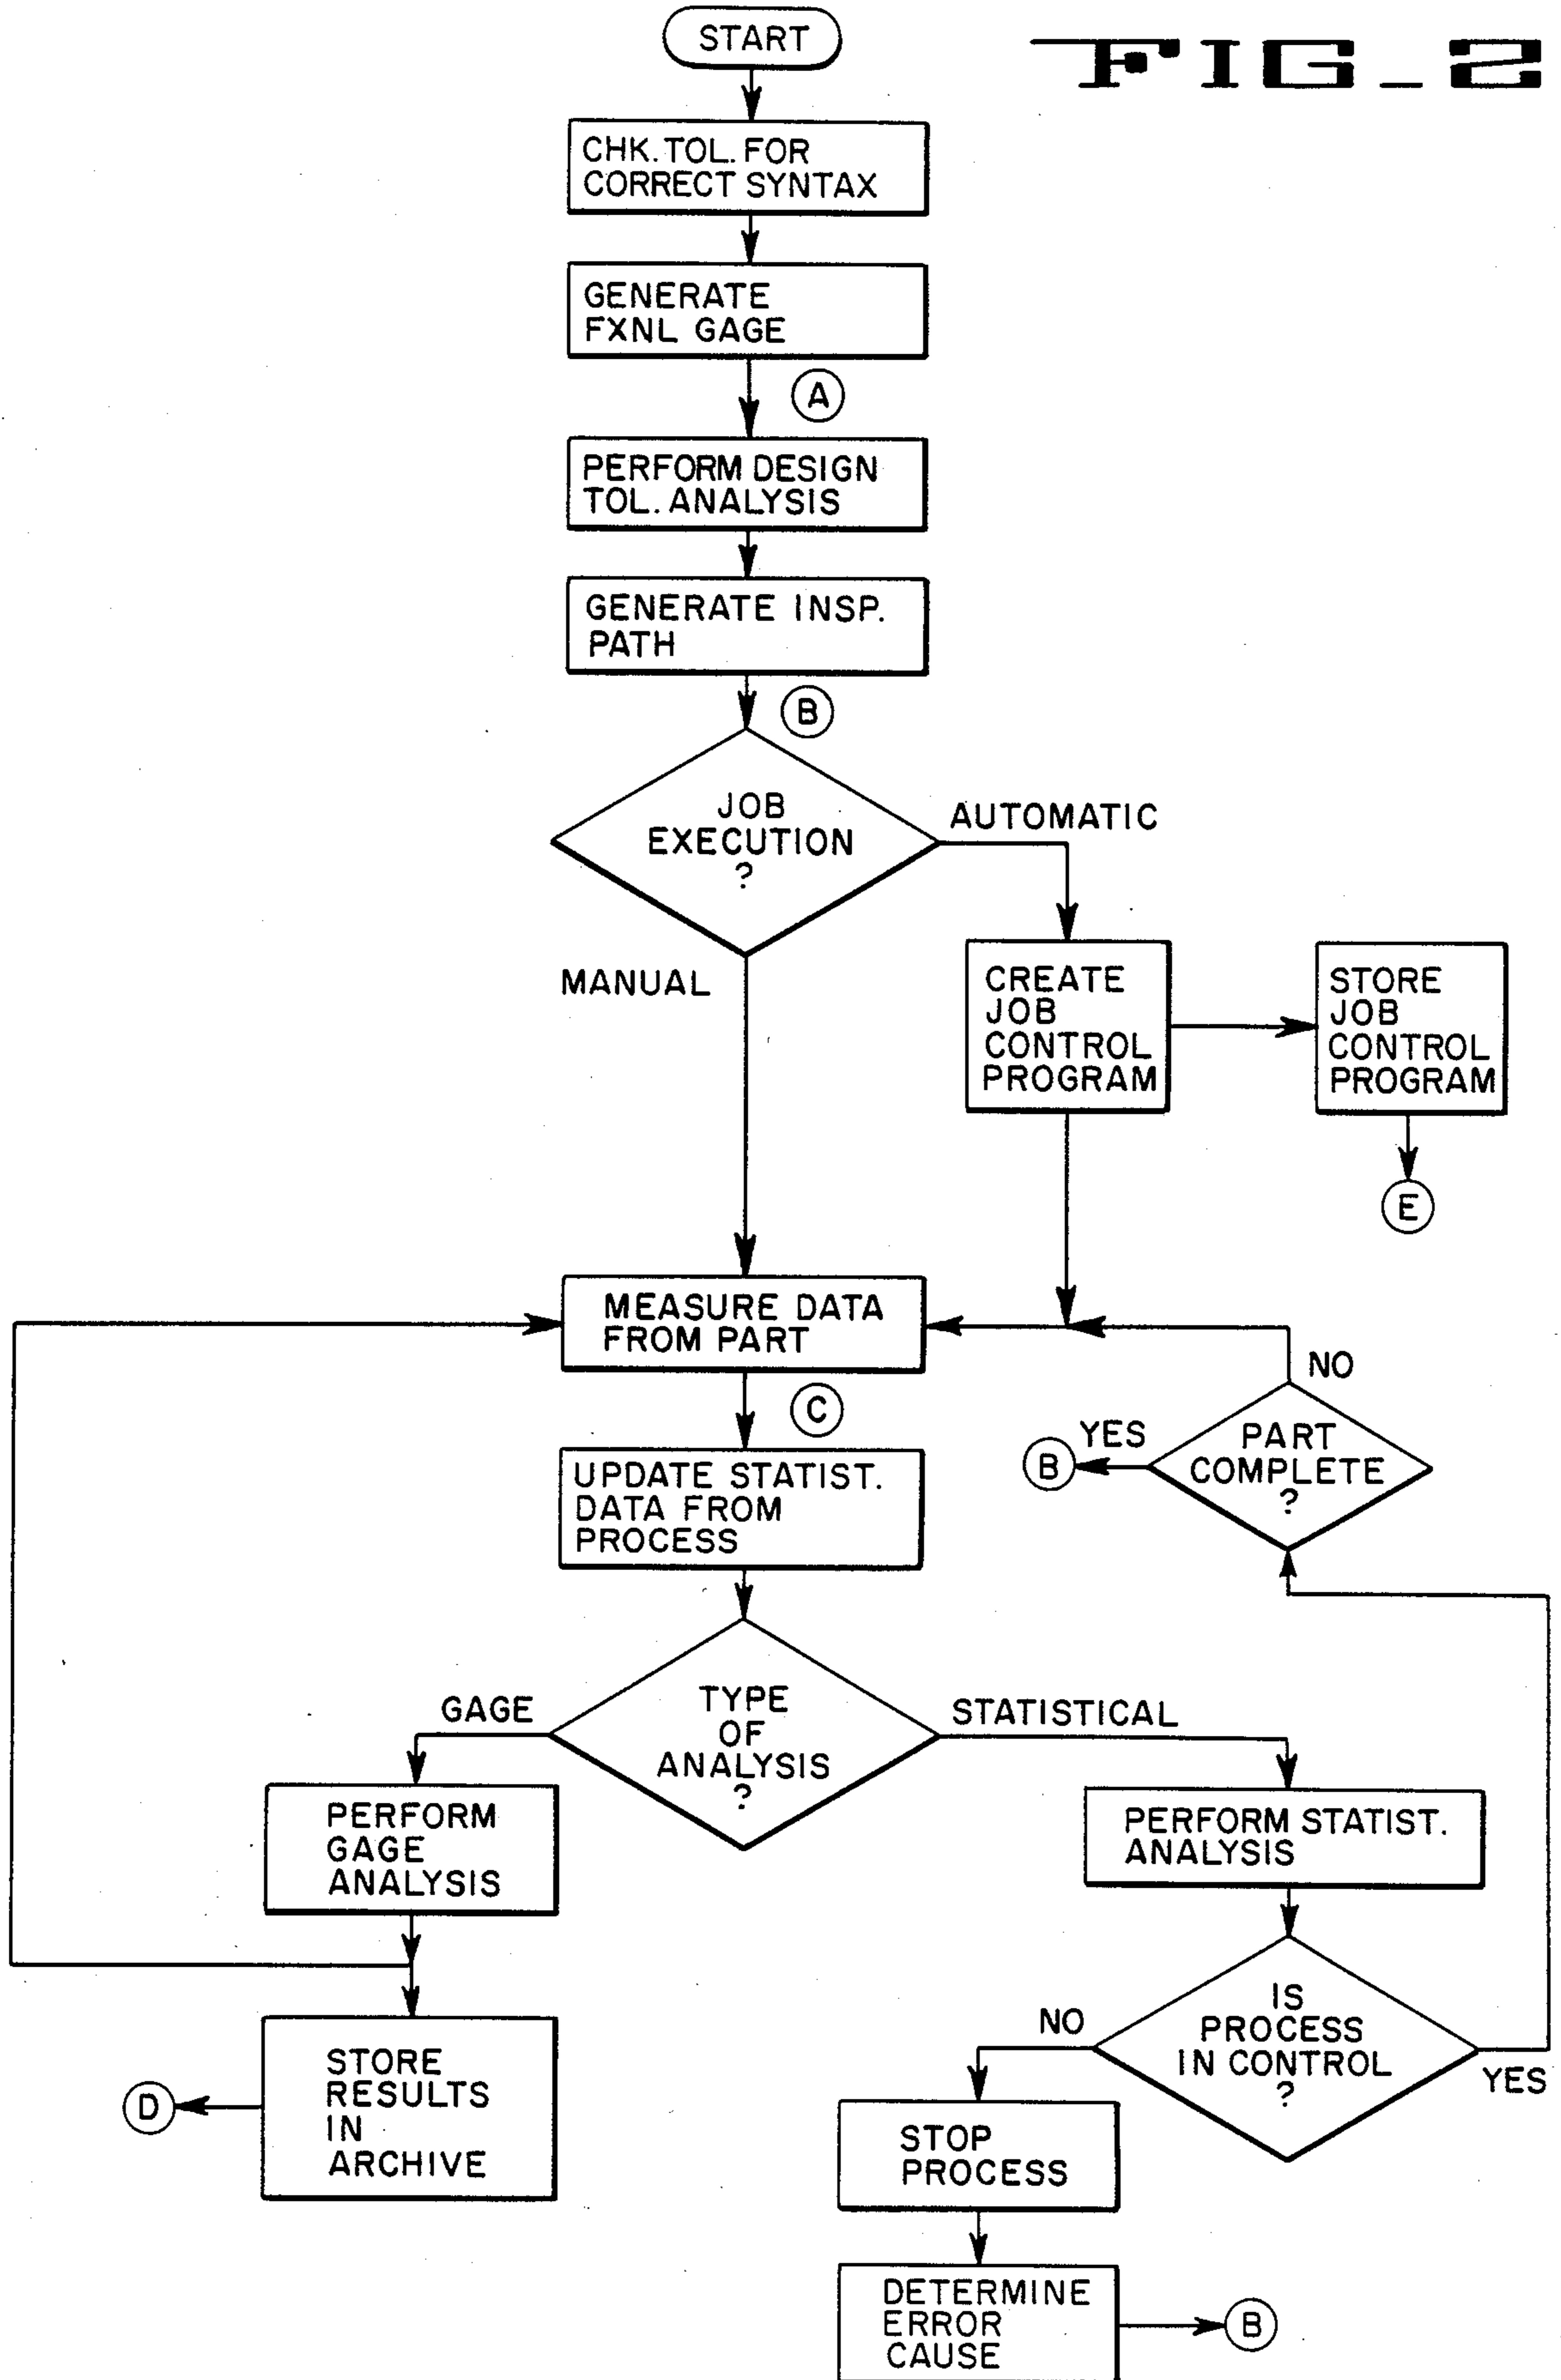 START
FIG_2
CHK. TOL. FOR
CORRECT SYNTAX
GENERATE
FXNL GAGE
A
PERFORM DESIGN
TOL. ANALYSIS
GENERATE INSP.
PATH
B
JOB
EXECUTION
?
AUTOMATIC
MANUAL
CREATE
JOB
CONTROL
PROGRAM
STORE
JOB
CONTROL
PROGRAM
E
MEASURE DATA
FROM PART
NO
C
PART
COMPLETE
?
YES
B
UPDATE STATIST.
DATA FROM
PROCESS
TYPE
OF
ANALYSIS
?
GAGE
STATISTICAL
PERFORM
GAGE
ANALYSIS
PERFORM STATIST.
ANALYSIS
IS
PROCESS
IN CONTROL
?
NO
YES
STORE
RESULTS
IN
ARCHIVE
D
STOP
PROCESS
DETERMINE
ERROR
CAUSE
B